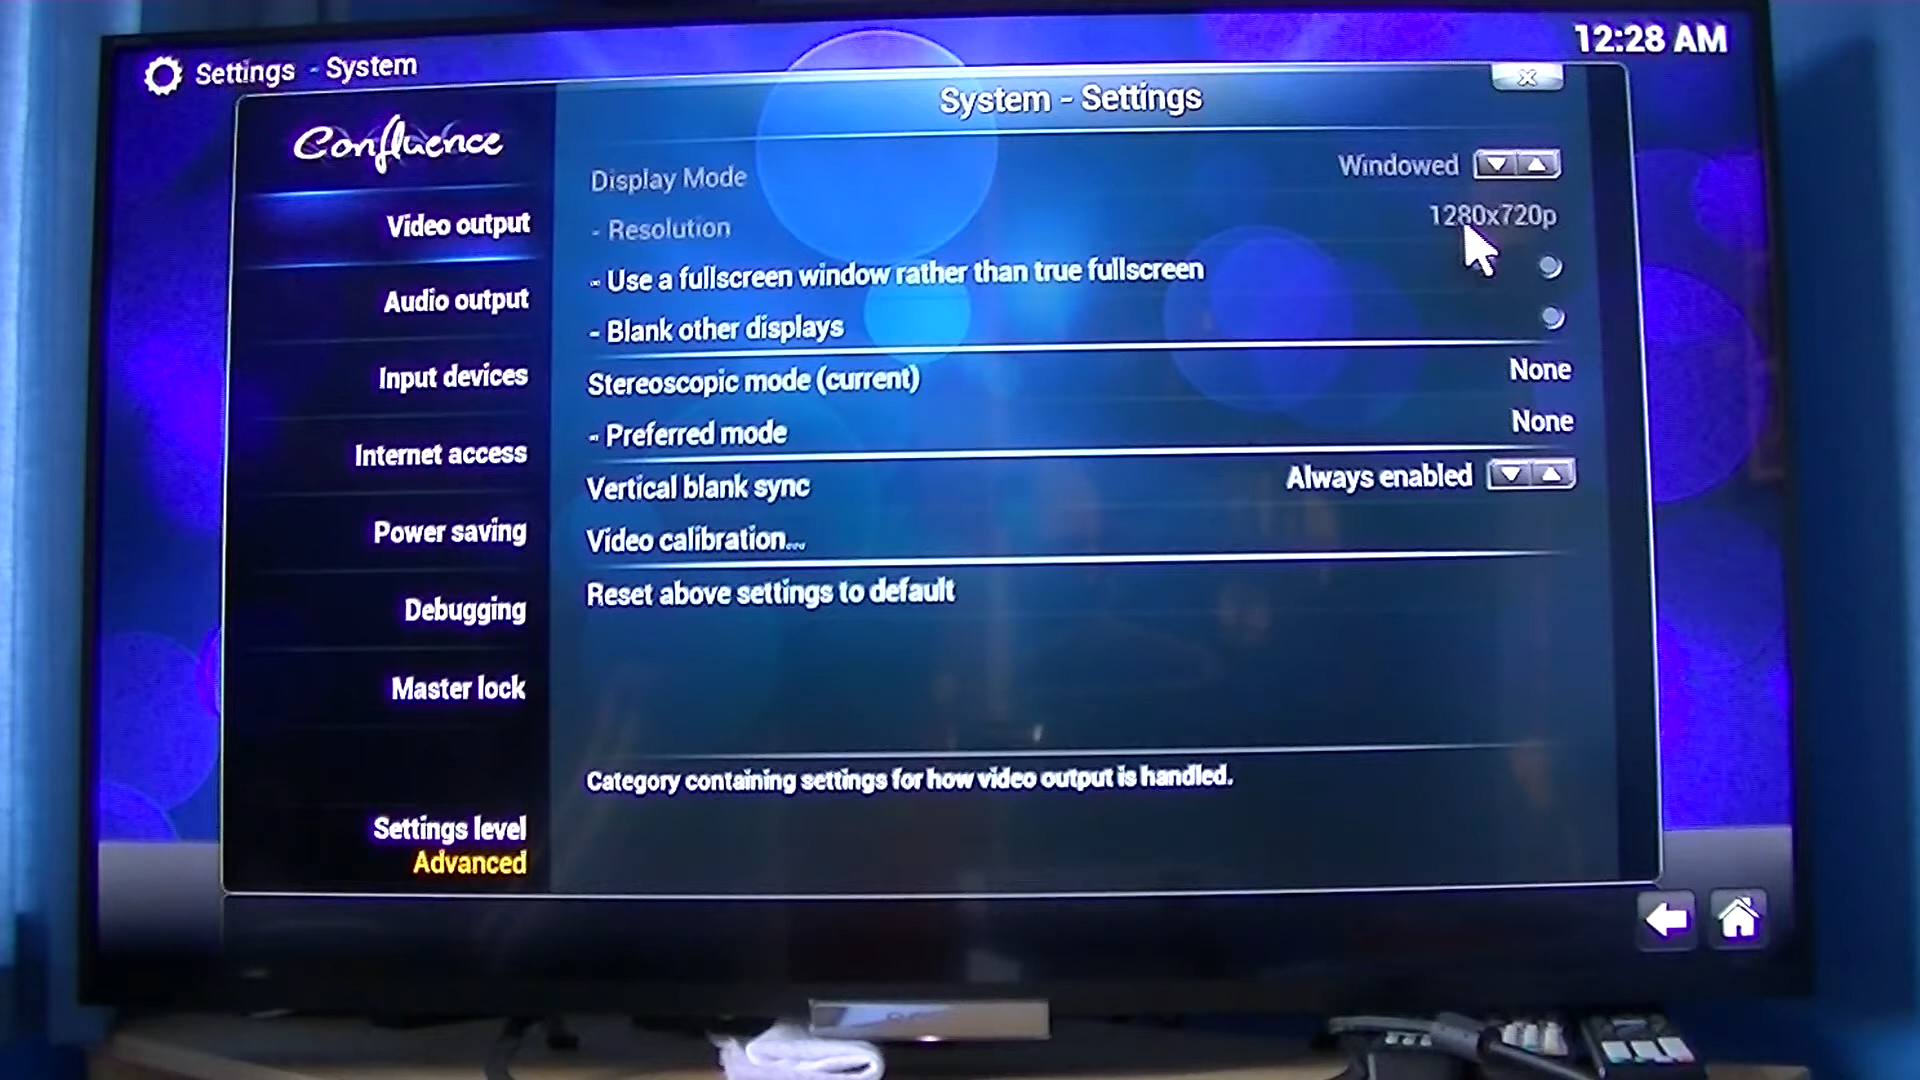 Settings - System
12:28 AM
Confluence
System - Settings
Video output
Audio output
Input devices
Internet access
Power saving
Debugging
Master lock
Settings level
Advanced
Display Mode Windowed
- Resolution 1280x720p
- Use a fullscreen window rather than true fullscreen
- Blank other displays
Stereoscopic mode (current) None
- Preferred mode None
Vertical blank sync Always enabled
Video calibration...
Reset above settings to default
Category containing settings for how video output is handled.